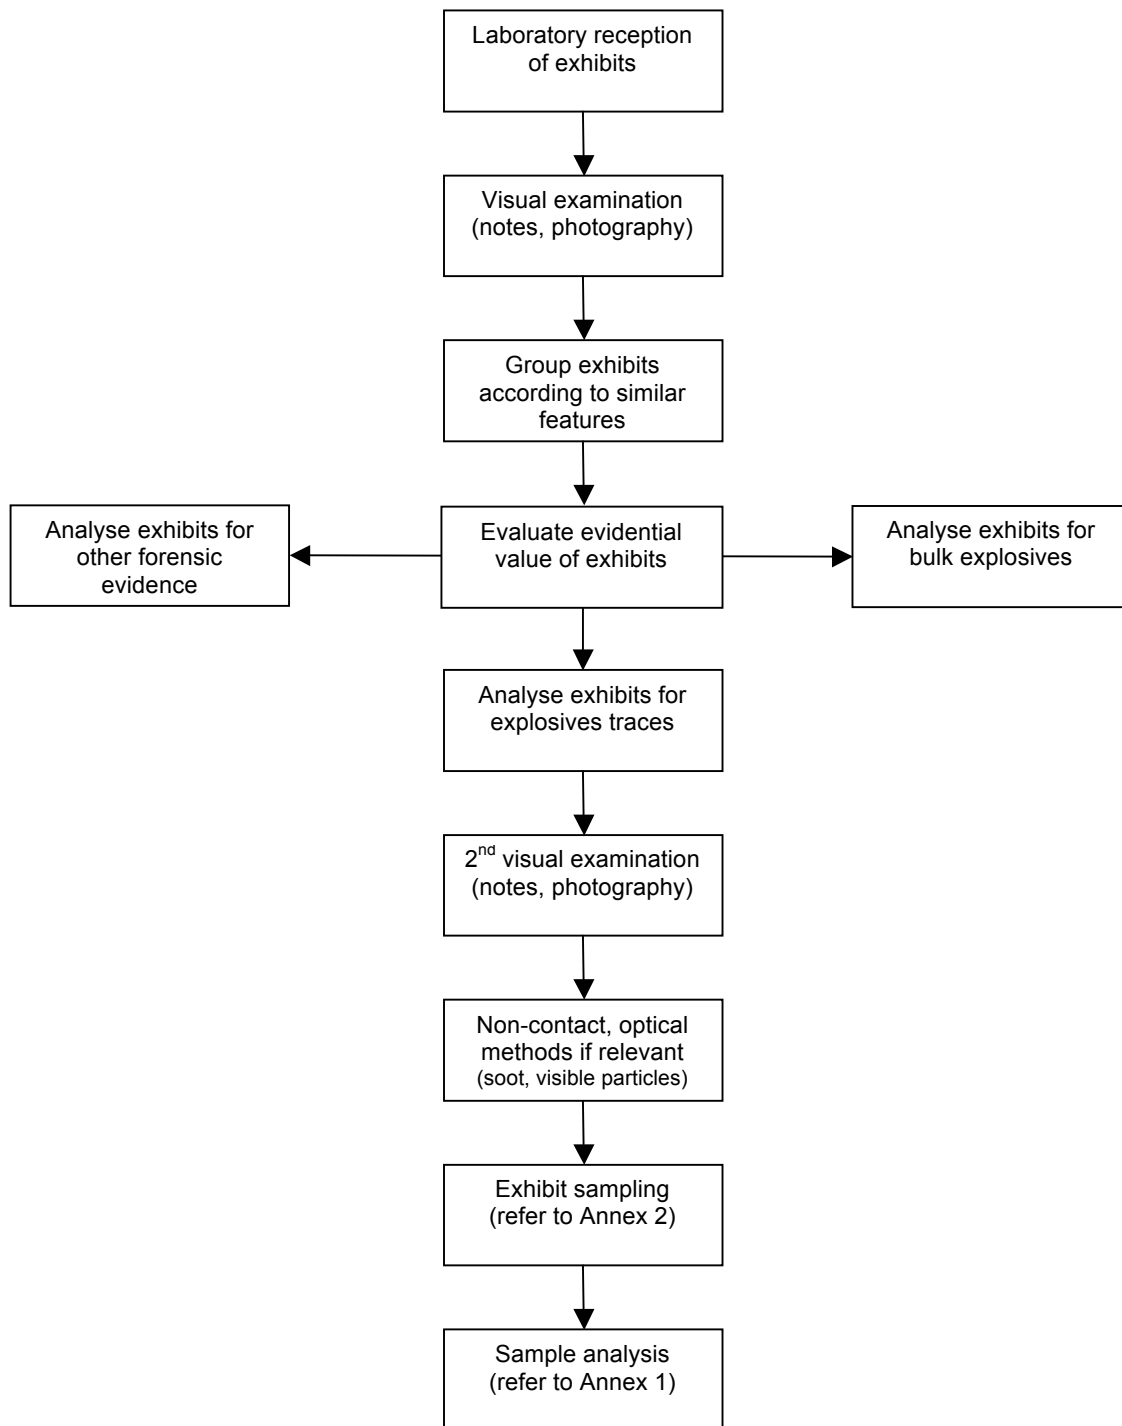 Laboratory reception
of exhibits
Visual examination
(notes, photography)
Group exhibits
according to similar
features
Analyse exhibits for
other forensic
evidence
Evaluate evidential
value of exhibits
Analyse exhibits for
bulk explosives
Analyse exhibits for
explosives traces
2nd visual examination
(notes, photography)
Non-contact, optical
methods if relevant
(soot, visible particles)
Exhibit sampling
(refer to Annex 2)
Sample analysis
(refer to Annex 1)